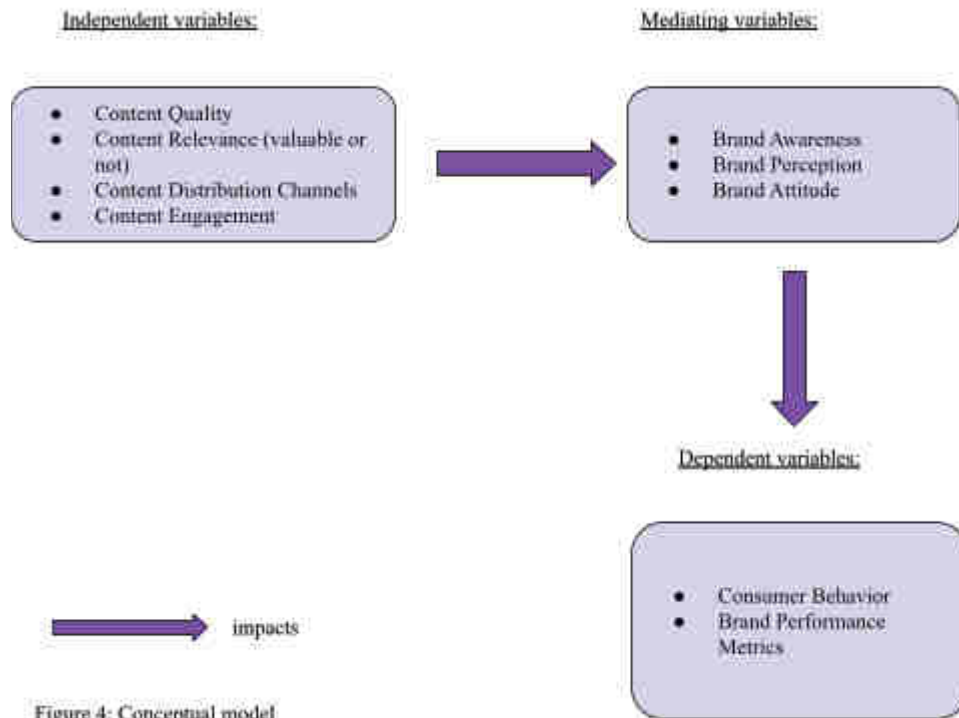 Independent variables:
Mediating variables:
● Content Quality
● Content Relevance (valuable or
not)
● Content Distribution Channels
● Content Engagement
● Brand Awareness
● Brand Perception
● Brand Attitude
Dependent variables:
● Consumer Behavior
● Brand Performance
Metrics
impacts
Figure 4: Conceptual model